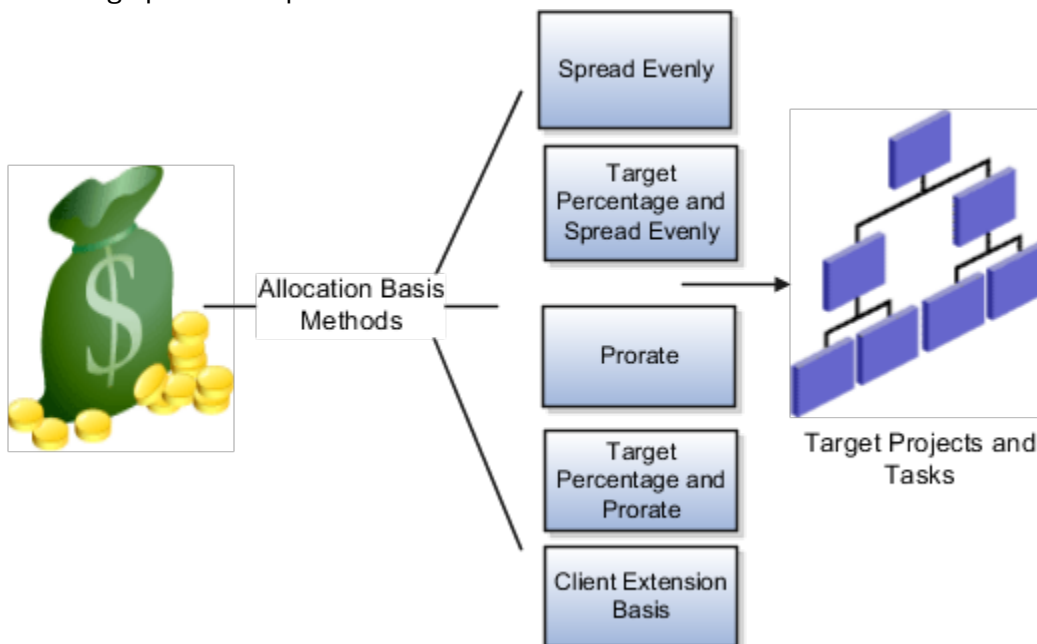 Spread Evenly
Target
Percentage and
Spread Evenly
Allocation Basis
Methods
Prorate
Target
Percentage and
Prorate
Client Extension
Basis
Target Projects and
Tasks
$